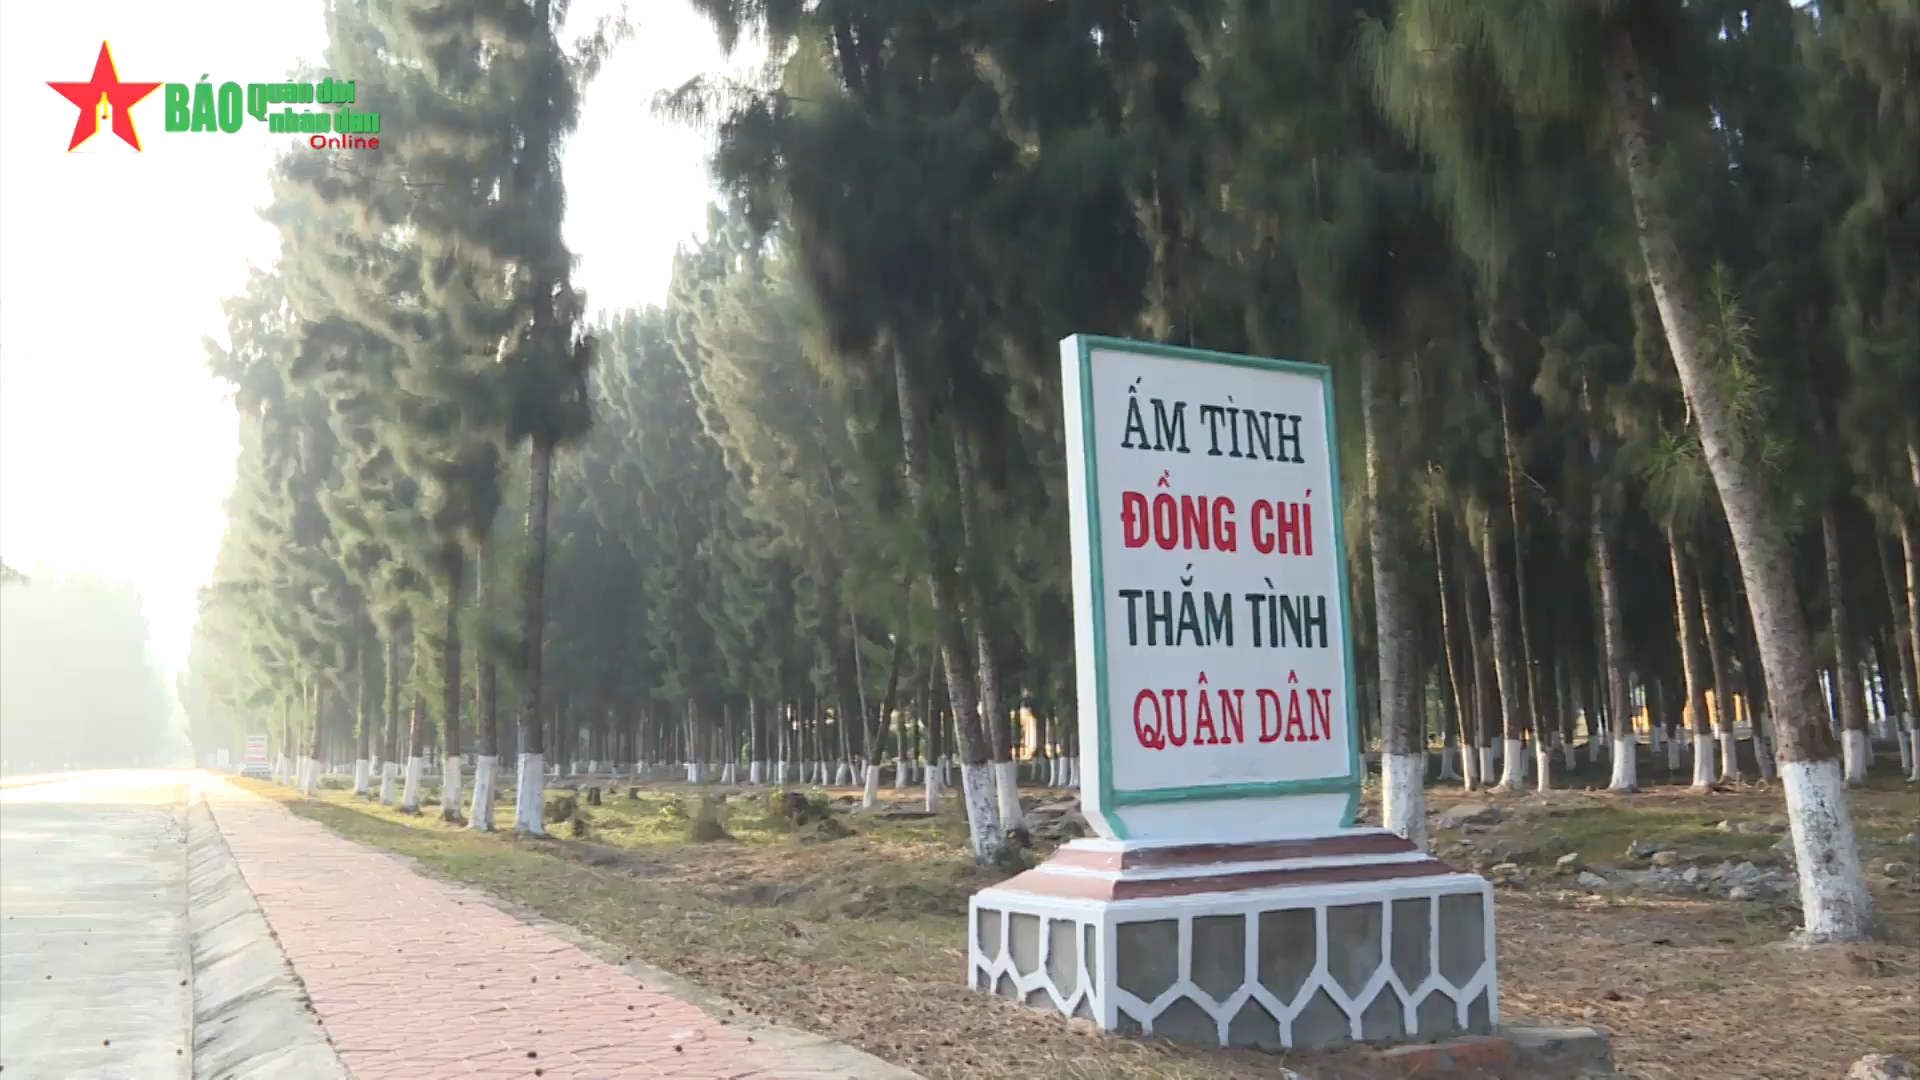 BÁO Quân đội
nhân dân
Online
ẤM TÌNH
ĐỒNG CHÍ
THẮM TÌNH
QUÂN DÂN